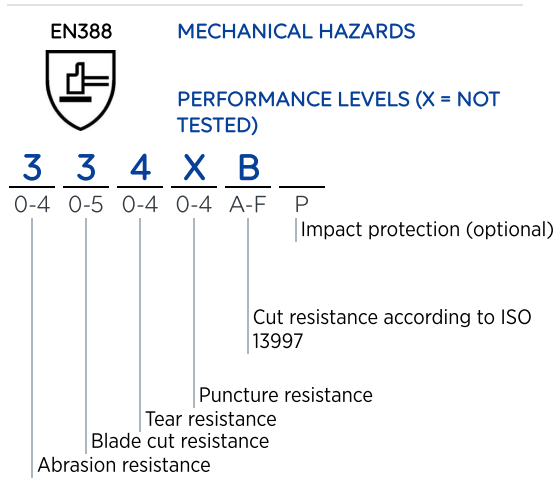 EN388
MECHANICAL HAZARDS
PERFORMANCE LEVELS (X = NOT
TESTED)
3 3 4 X B
0-4 0-5 0-4 0-4 A-F P
Impact protection (optional)
Cut resistance according to ISO
13997
Puncture resistance
Tear resistance
Blade cut resistance
Abrasion resistance